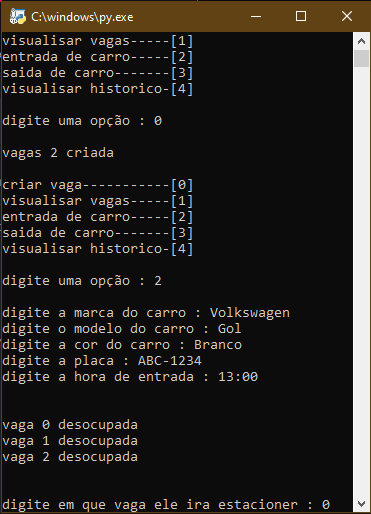 C:\windows\py.exe
visualisar vagas-----[1]
entrada de carro-----[2]
saida de carro-------[3]
visualisar historico-[4]
digite uma opção : 0
vagas 2 criada
criar vaga-----------[0]
visualisar vagas-----[1]
entrada de carro-----[2]
saida de carro-------[3]
visualisar historico-[4]
digite uma opção : 2
digite a marca do carro : Volkswagen
digite o modelo do carro : Gol
digite a cor do carro : Branco
digite a placa : ABC-1234
digite a hora de entrada : 13:00
vaga 0 desocupada
vaga 1 desocupada
vaga 2 desocupada
digite em que vaga ele ira estacioner : 0